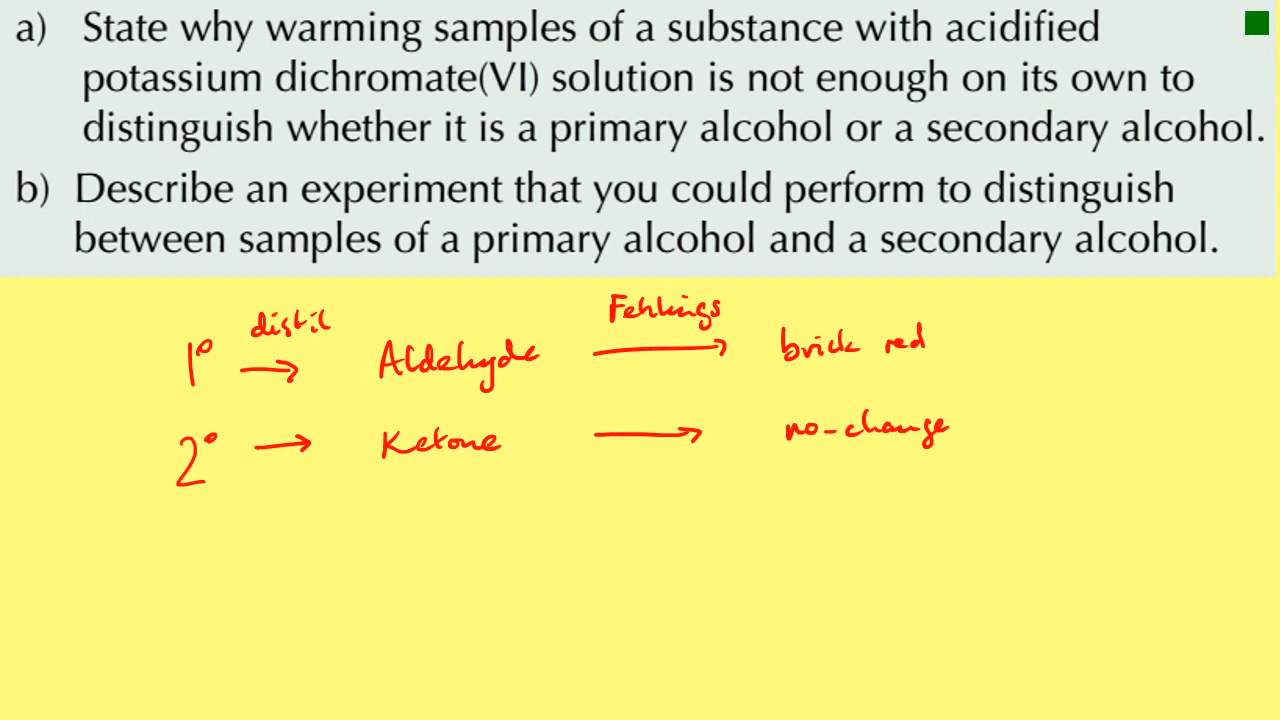 a) State why warming samples of a substance with acidified
potassium dichromate(VI) solution is not enough on its own to
distinguish whether it is a primary alcohol or a secondary alcohol.
b) Describe an experiment that you could perform to distinguish
between samples of a primary alcohol and a secondary alcohol.
1° distil → Aldehyde Fehlings → brick red
2° → Ketone → no-change